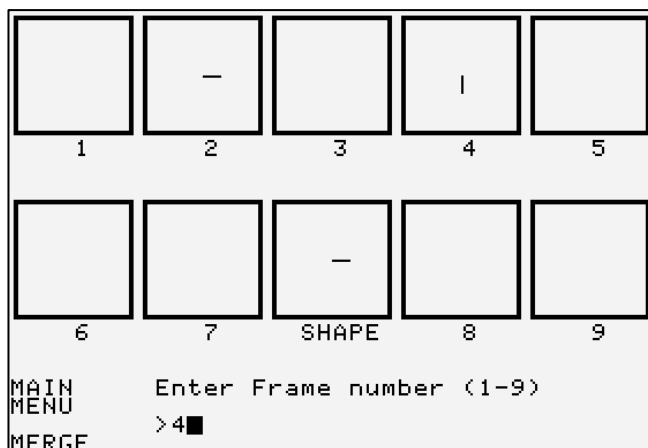 1 2 3 4 5
6 7 SHAPE 8 9
MAIN MENU
Enter Frame number (1-9)
>4
MERGE